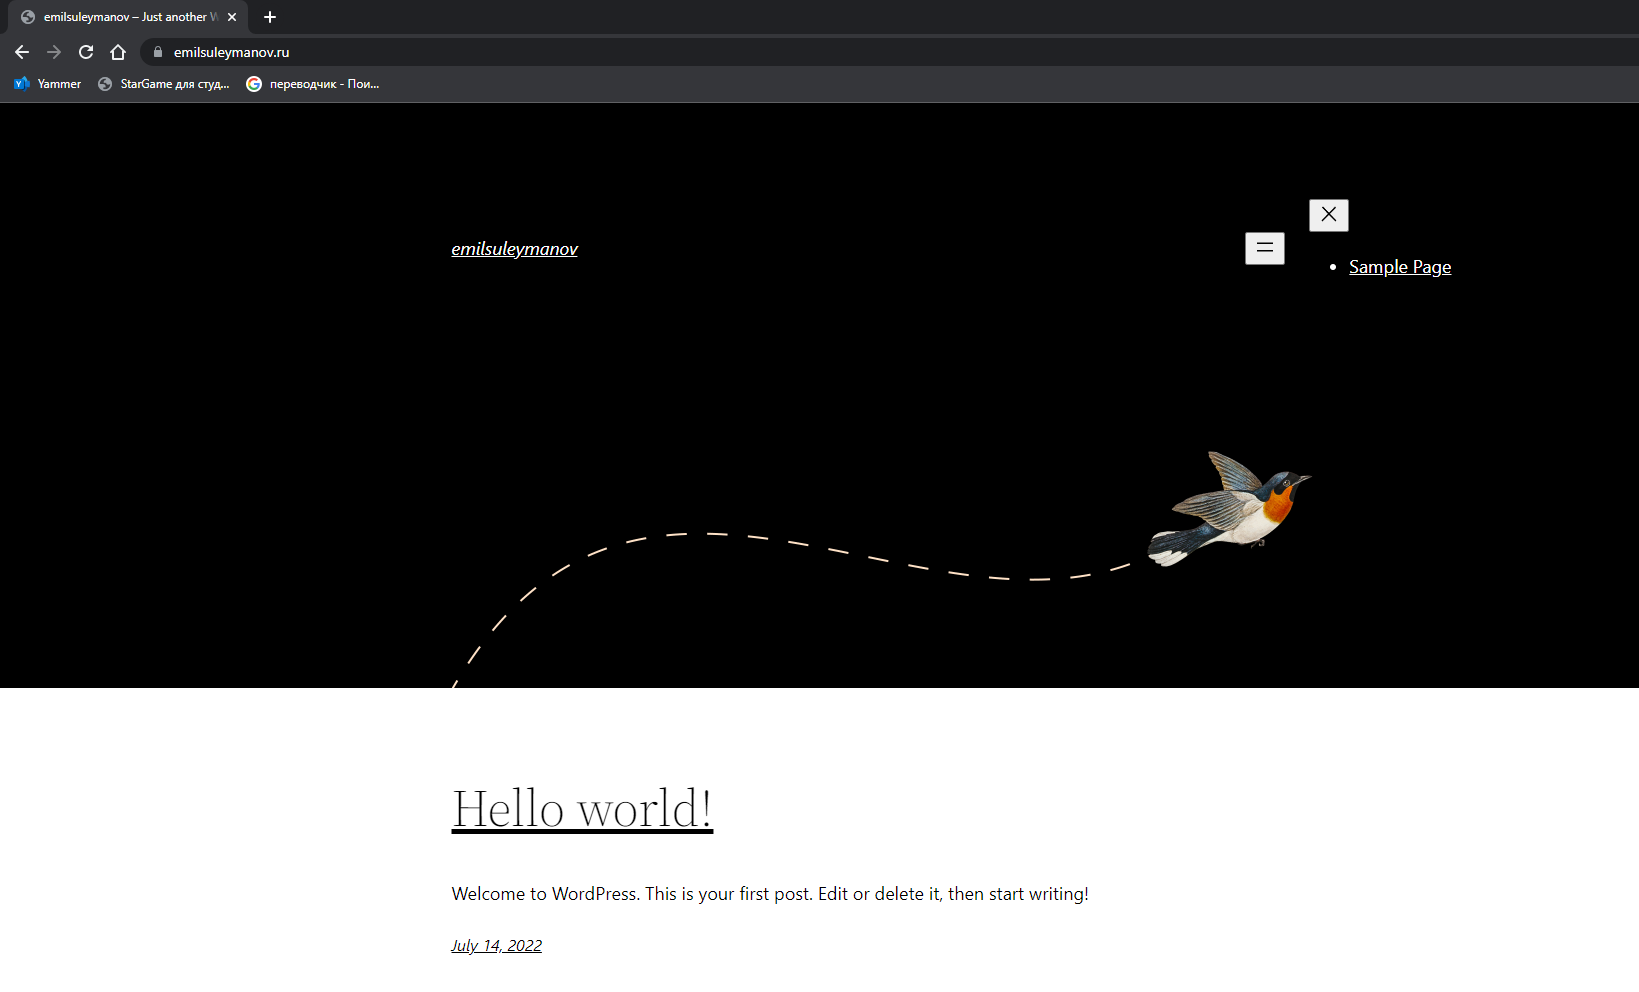 emilsuleymanov – Just another W
emilsuleymanov.ru
Yammer
StarGame для студ...
переводчик - Пои...
emilsuleymanov
Sample Page
Hello world!
Welcome to WordPress. This is your first post. Edit or delete it, then start writing!
July 14, 2022